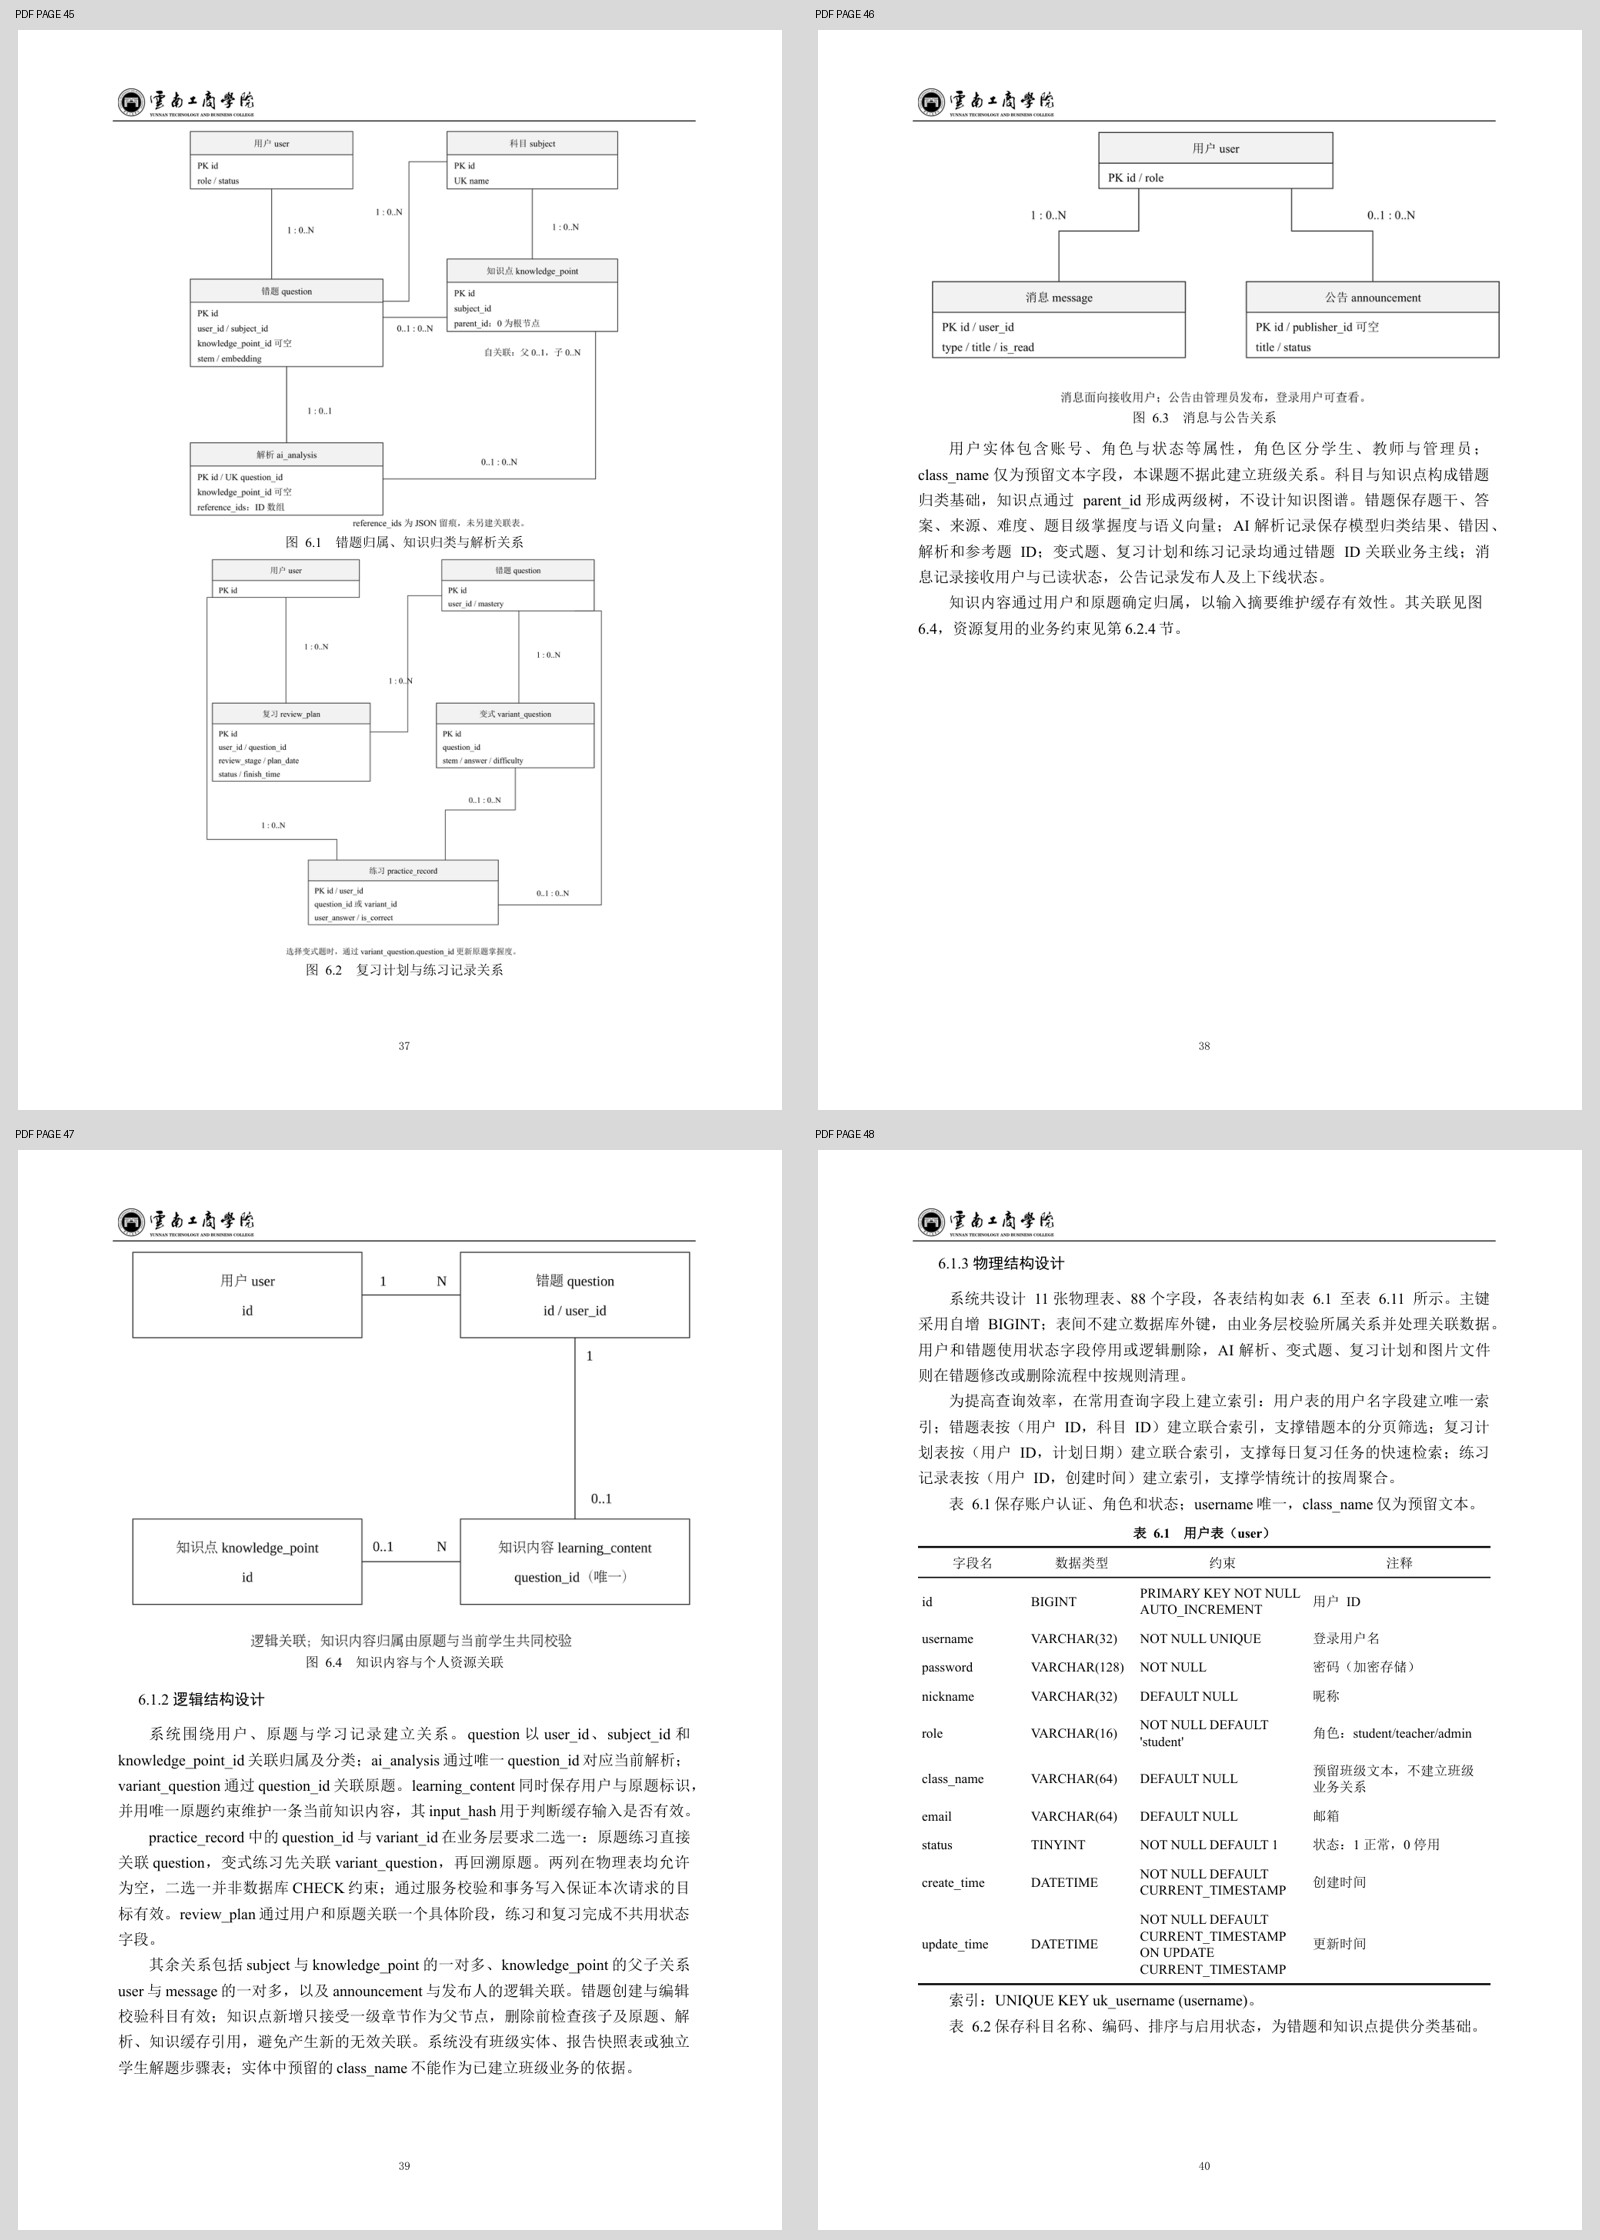 PDF PAGE 45
雲南工商學院
YUNNAN TECHNOLOGY AND BUSINESS COLLEGE
用户 user
PK id
role / status
科目 subject
PK id
UK name
1 : 0..N
1 : 0..N
1 : 0..N
知识点 knowledge_point
PK id
subject_id
parent_id：0 为根节点
错题 question
PK id
user_id / subject_id
knowledge_point_id 可空
stem / embedding
0..1 : 0..N
自关联：父 0..1，子 0..N
1 : 0..1
解析 ai_analysis
PK id / UK question_id
knowledge_point_id 可空
reference_ids：ID 数组
0..1 : 0..N
reference_ids 为 JSON 留痕，未另建关联表。
图 6.1 错题归属、知识归类与解析关系
用户 user
PK id
错题 question
PK id
user_id / mastery
1 : 0..N
1 : 0..N
1 : 0..N
复习 review_plan
PK id
user_id / question_id
review_stage / plan_date
status / finish_time
变式 variant_question
PK id
question_id
stem / answer / difficulty
0..1 : 0..N
1 : 0..N
练习 practice_record
PK id / user_id
question_id 或 variant_id
user_answer / is_correct
0..1 : 0..N
选择变式题时，通过 variant_question.question_id 更新原题掌握度。
图 6.2 复习计划与练习记录关系
37
PDF PAGE 46
雲南工商學院
YUNNAN TECHNOLOGY AND BUSINESS COLLEGE
用户 user
PK id / role
1 : 0..N
0..1 : 0..N
消息 message
PK id / user_id
type / title / is_read
公告 announcement
PK id / publisher_id 可空
title / status
消息面向接收用户；公告由管理员发布，登录用户可查看。
图 6.3 消息与公告关系
用户实体包含账号、角色与状态等属性，角色区分学生、教师与管理员；
class_name 仅为预留文本字段，本课题不据此建立班级关系。科目与知识点构成错题
归类基础，知识点通过 parent_id 形成两级树，不设计知识图谱。错题保存题干、答
案、来源、难度、题目级掌握度与语义向量；AI 解析记录保存模型归类结果、错因、
解析和参考题 ID；变式题、复习计划和练习记录均通过错题 ID 关联业务主线；消
息记录接收用户与已读状态，公告记录发布人及上下线状态。
知识内容通过用户和原题确定归属，以输入摘要维护缓存有效性。其关联见图
6.4，资源复用的业务约束见第 6.2.4 节。
38
PDF PAGE 47
雲南工商學院
YUNNAN TECHNOLOGY AND BUSINESS COLLEGE
用户 user
id
1 N
错题 question
id / user_id
1
0..1
知识点 knowledge_point
id
0..1 N
知识内容 learning_content
question_id（唯一）
逻辑关联；知识内容归属由原题与当前学生共同校验
图 6.4 知识内容与个人资源关联
6.1.2 逻辑结构设计
系统围绕用户、原题与学习记录建立关系。question 以 user_id、subject_id 和
knowledge_point_id 关联归属及分类；ai_analysis 通过唯一 question_id 对应当前解析；
variant_question 通过 question_id 关联原题。learning_content 同时保存用户与原题标识，
并用唯一原题约束维护一条当前知识内容，其 input_hash 用于判断缓存输入是否有效。
practice_record 中的 question_id 与 variant_id 在业务层要求二选一：原题练习直接
关联 question，变式练习先关联 variant_question，再回溯原题。两列在物理表均允许
为空，二选一并非数据库 CHECK 约束；通过服务校验和事务写入保证本次请求的目
标有效。review_plan 通过用户和原题关联一个具体阶段，练习和复习完成不共用状态
字段。
其余关系包括 subject 与 knowledge_point 的一对多、knowledge_point 的父子关系
user 与 message 的一对多，以及 announcement 与发布人的逻辑关联。错题创建与编辑
校验科目有效；知识点新增只接受一级章节作为父节点，删除前检查孩子及原题、解
析、知识缓存引用，避免产生新的无效关联。系统没有班级实体、报告快照表或独立
学生解题步骤表；实体中预留的 class_name 不能作为已建立班级业务的依据。
39
PDF PAGE 48
雲南工商學院
YUNNAN TECHNOLOGY AND BUSINESS COLLEGE
6.1.3 物理结构设计
系统共设计 11 张物理表、88 个字段，各表结构如表 6.1 至表 6.11 所示。主键
采用自增 BIGINT；表间不建立数据库外键，由业务层校验所属关系并处理关联数据。
用户和错题使用状态字段停用或逻辑删除，AI 解析、变式题、复习计划和图片文件
则在错题修改或删除流程中按规则清理。
为提高查询效率，在常用查询字段上建立索引：用户表的用户名字段建立唯一索
引；错题表按（用户 ID，科目 ID）建立联合索引，支撑错题本的分页筛选；复习计
划表按（用户 ID，计划日期）建立联合索引，支撑每日复习任务的快速检索；练习
记录表按（用户 ID，创建时间）建立索引，支撑学情统计的按周聚合。
表 6.1 保存账户认证、角色和状态；username 唯一，class_name 仅为预留文本。
表 6.1 用户表（user）
字段名 数据类型 约束 注释
id BIGINT PRIMARY KEY NOT NULL AUTO_INCREMENT 用户 ID
username VARCHAR(32) NOT NULL UNIQUE 登录用户名
password VARCHAR(128) NOT NULL 密码（加密存储）
nickname VARCHAR(32) DEFAULT NULL 昵称
role VARCHAR(16) NOT NULL DEFAULT 'student' 角色：student/teacher/admin
class_name VARCHAR(64) DEFAULT NULL 预留班级文本，不建立班级业务关系
email VARCHAR(64) DEFAULT NULL 邮箱
status TINYINT NOT NULL DEFAULT 1 状态：1 正常，0 停用
create_time DATETIME NOT NULL DEFAULT CURRENT_TIMESTAMP 创建时间
update_time DATETIME NOT NULL DEFAULT CURRENT_TIMESTAMP ON UPDATE CURRENT_TIMESTAMP 更新时间
索引：UNIQUE KEY uk_username (username)。
表 6.2 保存科目名称、编码、排序与启用状态，为错题和知识点提供分类基础。
40